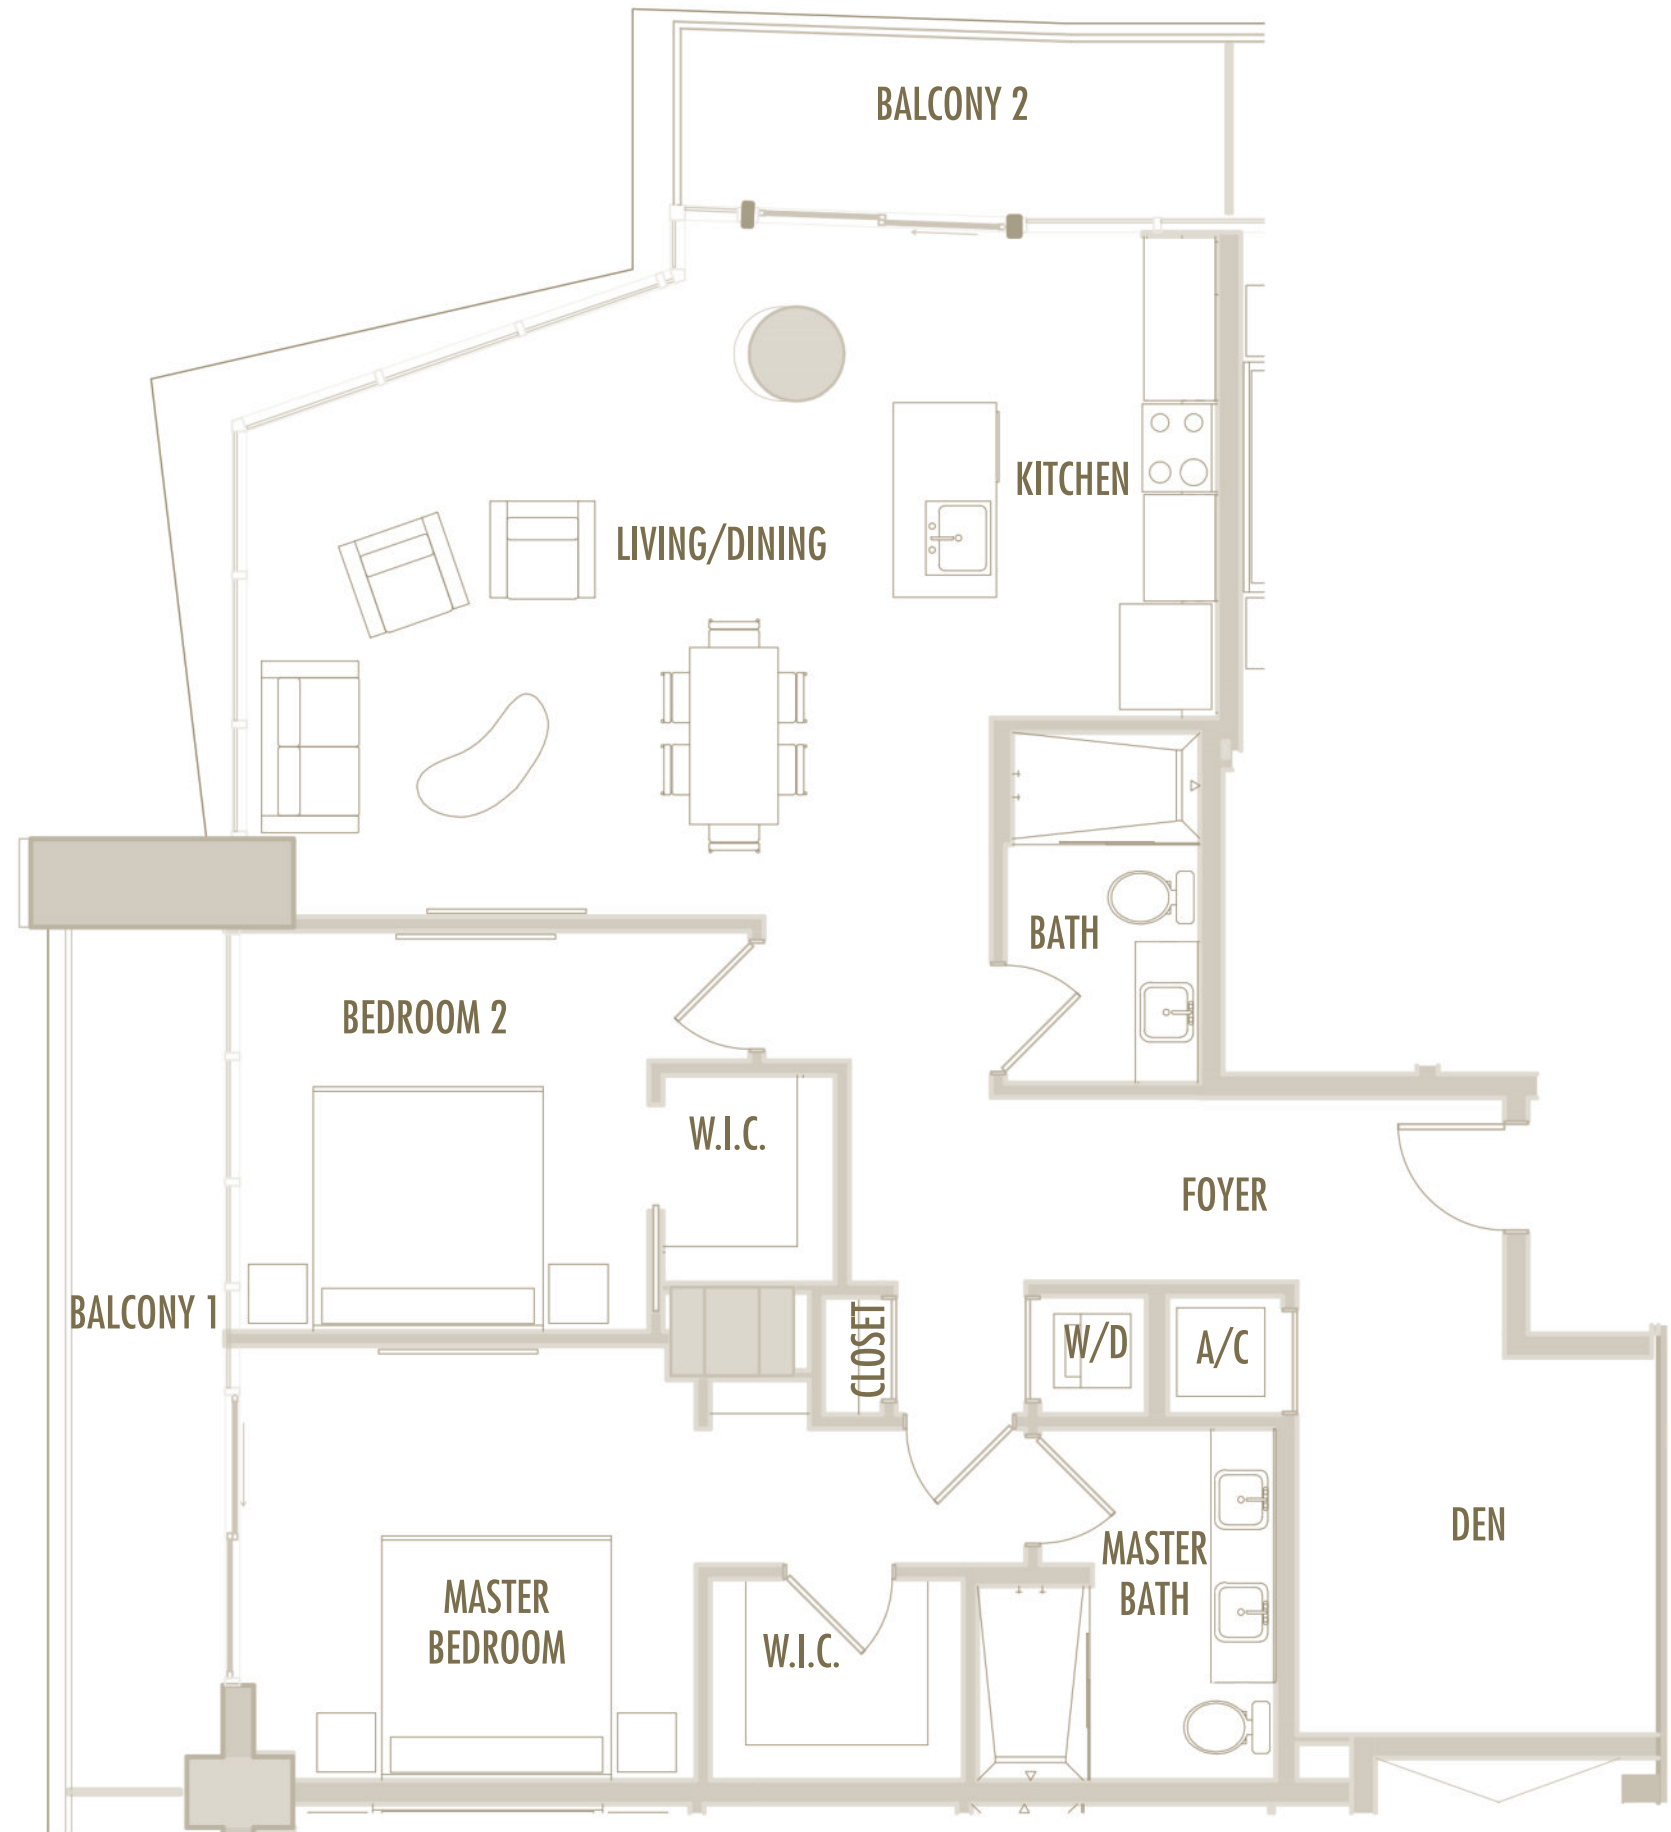 BALCONY 2
KITCHEN
LIVING/DINING
BATH
BEDROOM 2
W.I.C.
FOYER
BALCONY 1
CLOSET
W/D
A/C
DEN
MASTER
BATH
MASTER
BEDROOM
W.I.C.